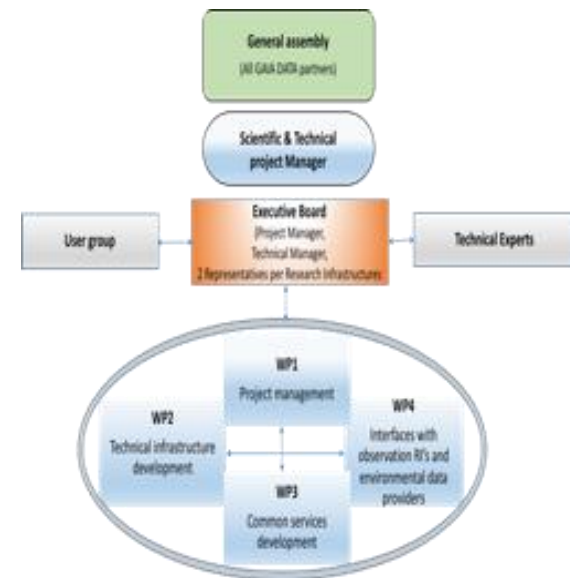 General assembly
(All GAIA DATA partners)
Scientific & Technical
project Manager
Executive Board
(Project Manager,
Technical Manager,
2 Representatives per Research Infrastructures
User group
Technical Experts
WP1
Project management
WP2
Technical infrastructure
development
WP4
Interfaces with
observation RI's and
environmental data
providers
WP3
Common services
development